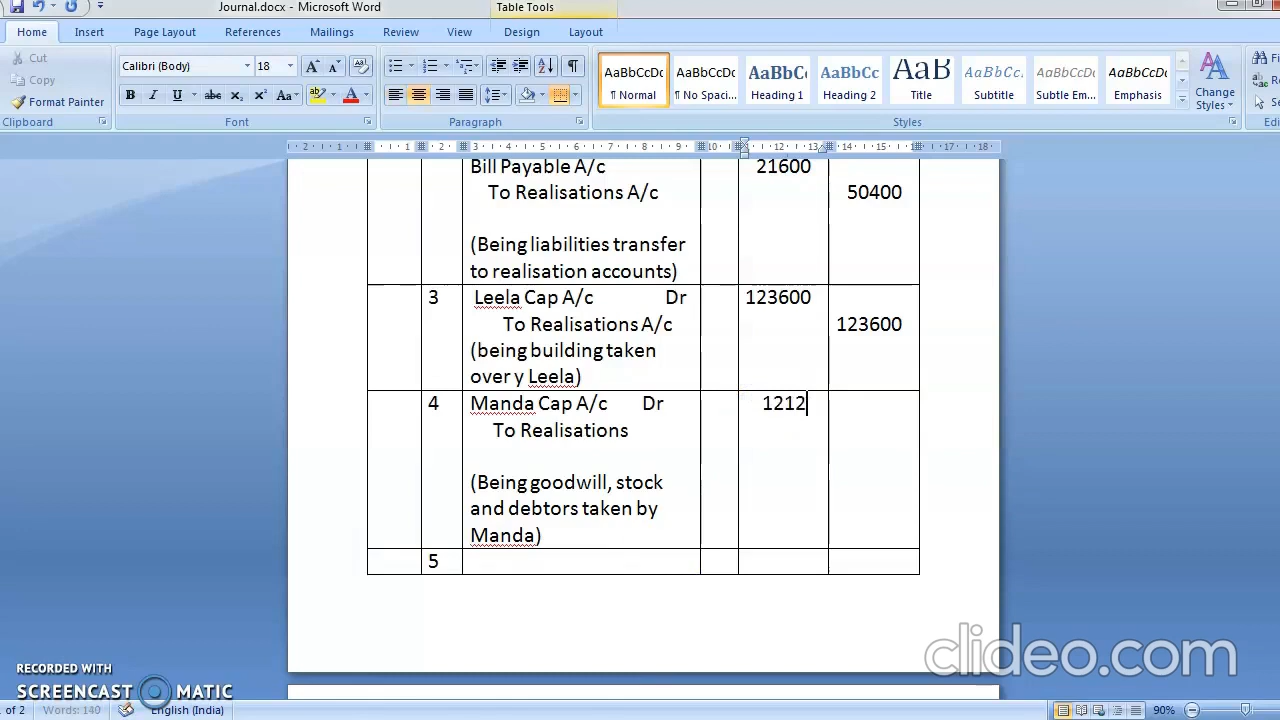 Journal.docx - Microsoft Word
Table Tools
Home Insert Page Layout References Mailings Review View Design Layout
Cut
Copy
Format Painter
Clipboard
Calibri (Body) 18
Font
Paragraph
AaBbCcDc AaBbCcDc AaBbCc AaBbCc AaB AaBbCcDc AaBbCcDc AaBbCcDc
¶ Normal ¶ No Spaci... Heading 1 Heading 2 Title Subtitle Subtle Em... Emphasis
Change
Styles
Styles
Bill Payable A/c 21600
To Realisations A/c 50400
(Being liabilities transfer
to realisation accounts)
3 Leela Cap A/c Dr 123600
To Realisations A/c 123600
(being building taken
over y Leela)
4 Manda Cap A/c Dr 1212
To Realisations
(Being goodwill, stock
and debtors taken by
Manda)
5
clideo.com
RECORDED WITH
SCREENCAST MATIC
1 of 2 Words: 140 English (India) 90%